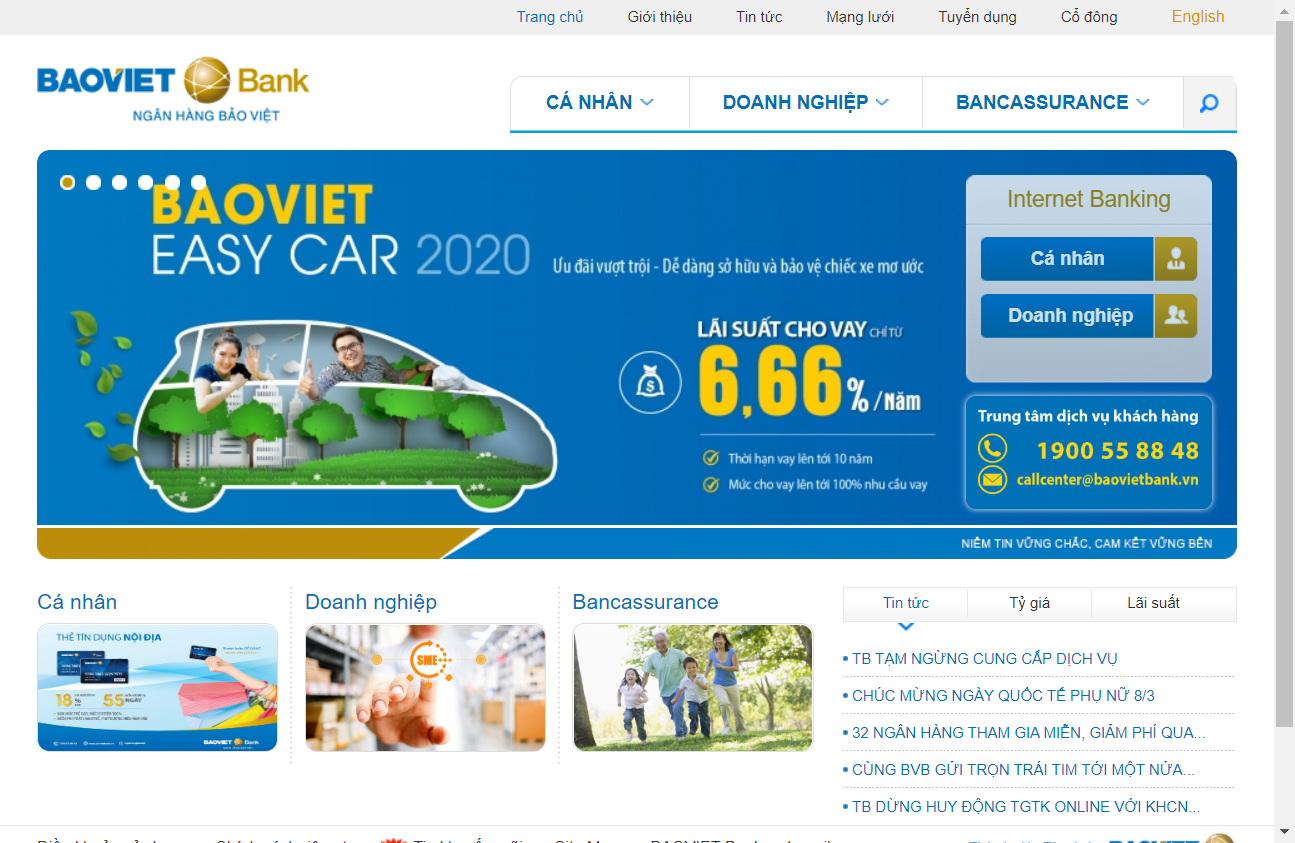 Trang chủ Giới thiệu Tin tức Mạng lưới Tuyển dụng Cổ đông English
BAOVIET Bank
NGÂN HÀNG BẢO VIỆT
CÁ NHÂN DOANH NGHIỆP BANCASSURANCE
BAOVIET
EASY CAR 2020
Ưu đãi vượt trội - Dễ dàng sở hữu và bảo vệ chiếc xe mơ ước
LÃI SUẤT CHO VAY CHỈ TỪ
6,66%/Năm
Thời hạn vay lên tới 10 năm
Mức cho vay lên tới 100% nhu cầu vay
Internet Banking
Cá nhân
Doanh nghiệp
Trung tâm dịch vụ khách hàng
1900 55 88 48
callcenter@baovietbank.vn
NIỀM TIN VỮNG CHẮC, CAM KẾT VỮNG BỀN
Cá nhân
THẺ TÍN DỤNG NỘI ĐỊA
18 %
55 NGÀY
BAOVIET Bank
Doanh nghiệp
SME
Bancassurance
Tin tức Tỷ giá Lãi suất
TB TẠM NGỪNG CUNG CẤP DỊCH VỤ
CHÚC MỪNG NGÀY QUỐC TẾ PHỤ NỮ 8/3
32 NGÂN HÀNG THAM GIA MIỄN, GIẢM PHÍ QUA...
CÙNG BVB GỬI TRỌN TRÁI TIM TỚI MỘT NỬA...
TB DỪNG HUY ĐỘNG TGTK ONLINE VỚI KHCN...